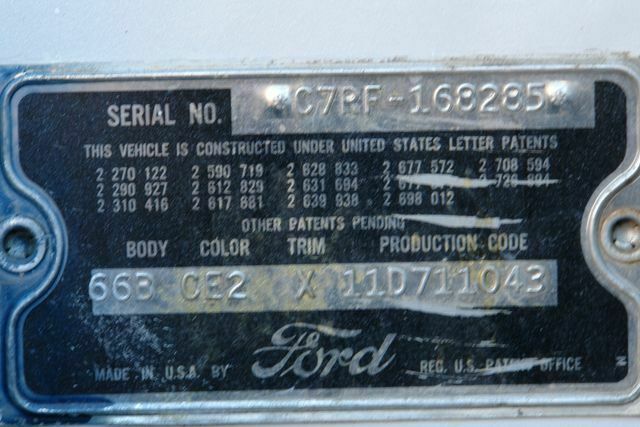 SERIAL NO. *C7RF-168285*
THIS VEHICLE IS CONSTRUCTED UNDER UNITED STATES LETTER PATENTS
2 270 122 2 590 719 2 628 833 2 677 572 2 708 594
2 290 927 2 612 829 2 631 694 2
2 310 416 2 617 681 2 639 938 2 698 012
OTHER PATENTS PENDING
BODY COLOR TRIM PRODUCTION CODE
66B CE2 X 11D711043
MADE IN U.S.A. BY Ford REG. U.S. PATENT OFFICE